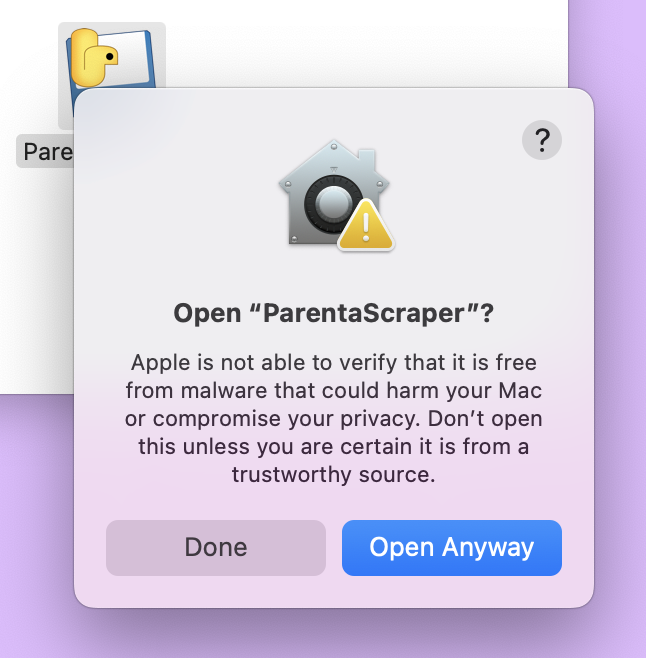 Pare
?
Open “ParentaScraper”?
Apple is not able to verify that it is free
from malware that could harm your Mac
or compromise your privacy. Don’t open
this unless you are certain it is from a
trustworthy source.
Done
Open Anyway